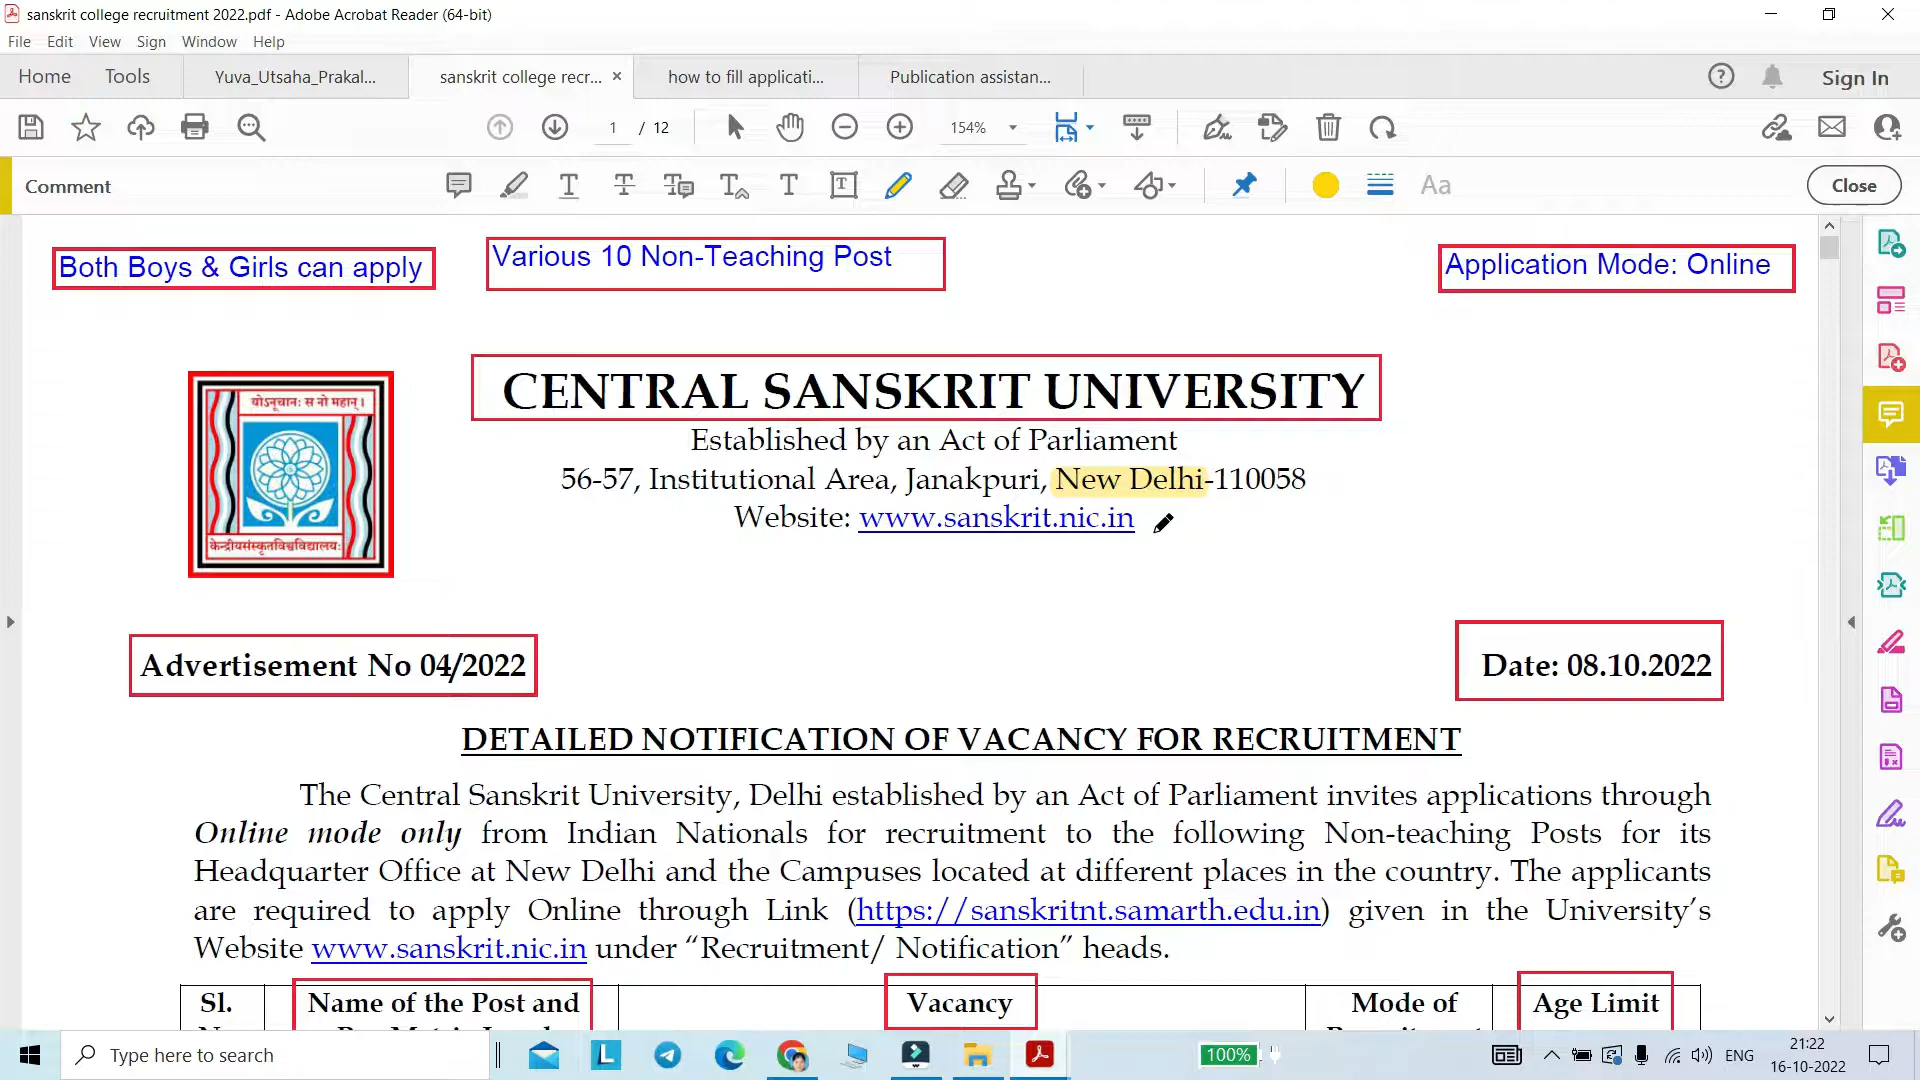 sanskrit college recruitment 2022.pdf - Adobe Acrobat Reader (64-bit)
File Edit View Sign Window Help
Home Tools Yuva_Utsaha_Prakal... sanskrit college recr... × how to fill applicati... Publication assistan... Sign In
1 / 12 154%
Comment Aa Close
Both Boys & Girls can apply
Various 10 Non-Teaching Post
Application Mode: Online
योऽनूचानः स नो महान्।
केन्द्रीयसंस्कृतविश्वविद्यालयः
CENTRAL SANSKRIT UNIVERSITY
Established by an Act of Parliament
56-57, Institutional Area, Janakpuri, New Delhi-110058
Website: www.sanskrit.nic.in
Advertisement No 04/2022
Date: 08.10.2022
DETAILED NOTIFICATION OF VACANCY FOR RECRUITMENT
The Central Sanskrit University, Delhi established by an Act of Parliament invites applications through
Online mode only from Indian Nationals for recruitment to the following Non-teaching Posts for its
Headquarter Office at New Delhi and the Campuses located at different places in the country. The applicants
are required to apply Online through Link (https://sanskritnt.samarth.edu.in) given in the University's
Website www.sanskrit.nic.in under "Recruitment/ Notification" heads.
Sl. Name of the Post and Vacancy Mode of Age Limit
Type here to search
100%
ENG
21:22
16-10-2022